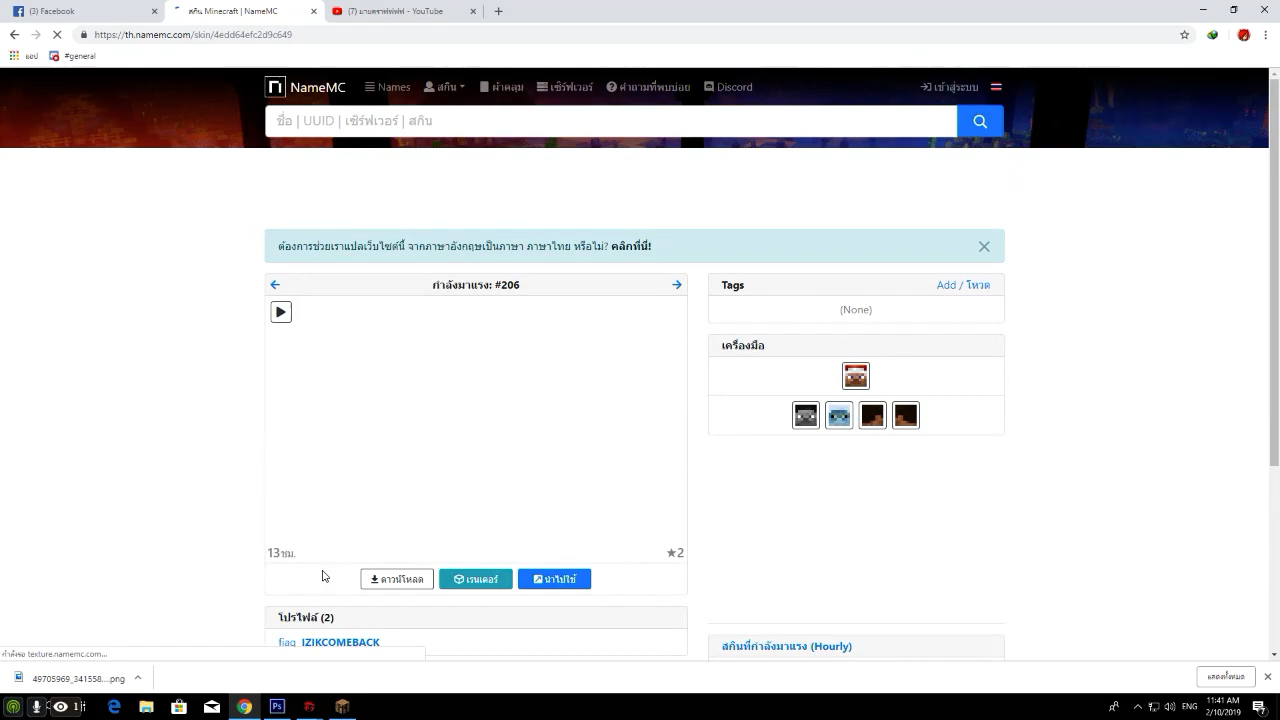 (3) Facebook
สกิน Minecraft | NameMC
(7) มายคราฟฟฟฟ - YouTube
https://th.namemc.com/skin/4edd64efc2d9c649
แอป
#general
NameMC
Names
สกิน
ผ้าคลุม
เซิร์ฟเวอร์
คำถามที่พบบ่อย
Discord
เข้าสู่ระบบ
ชื่อ | UUID | เซิร์ฟเวอร์ | สกิน
ต้องการช่วยเราแปลเว็บไซต์นี้ จากภาษาอังกฤษเป็นภาษา ภาษาไทย หรือไม่? คลิกที่นี่!
กำลังมาแรง: #206
Tags
Add / โหวต
(None)
เครื่องมือ
13ชม.
★2
ดาวน์โหลด
เรนเดอร์
นำไปใช้
โปรไฟล์ (2)
fjaq IZIKCOMEBACK
สกินที่กำลังมาแรง (Hourly)
กำลังรอ texture.namemc.com...
49705969_341558....png
แสดงทั้งหมด
ENG
11:41 AM
2/10/2019